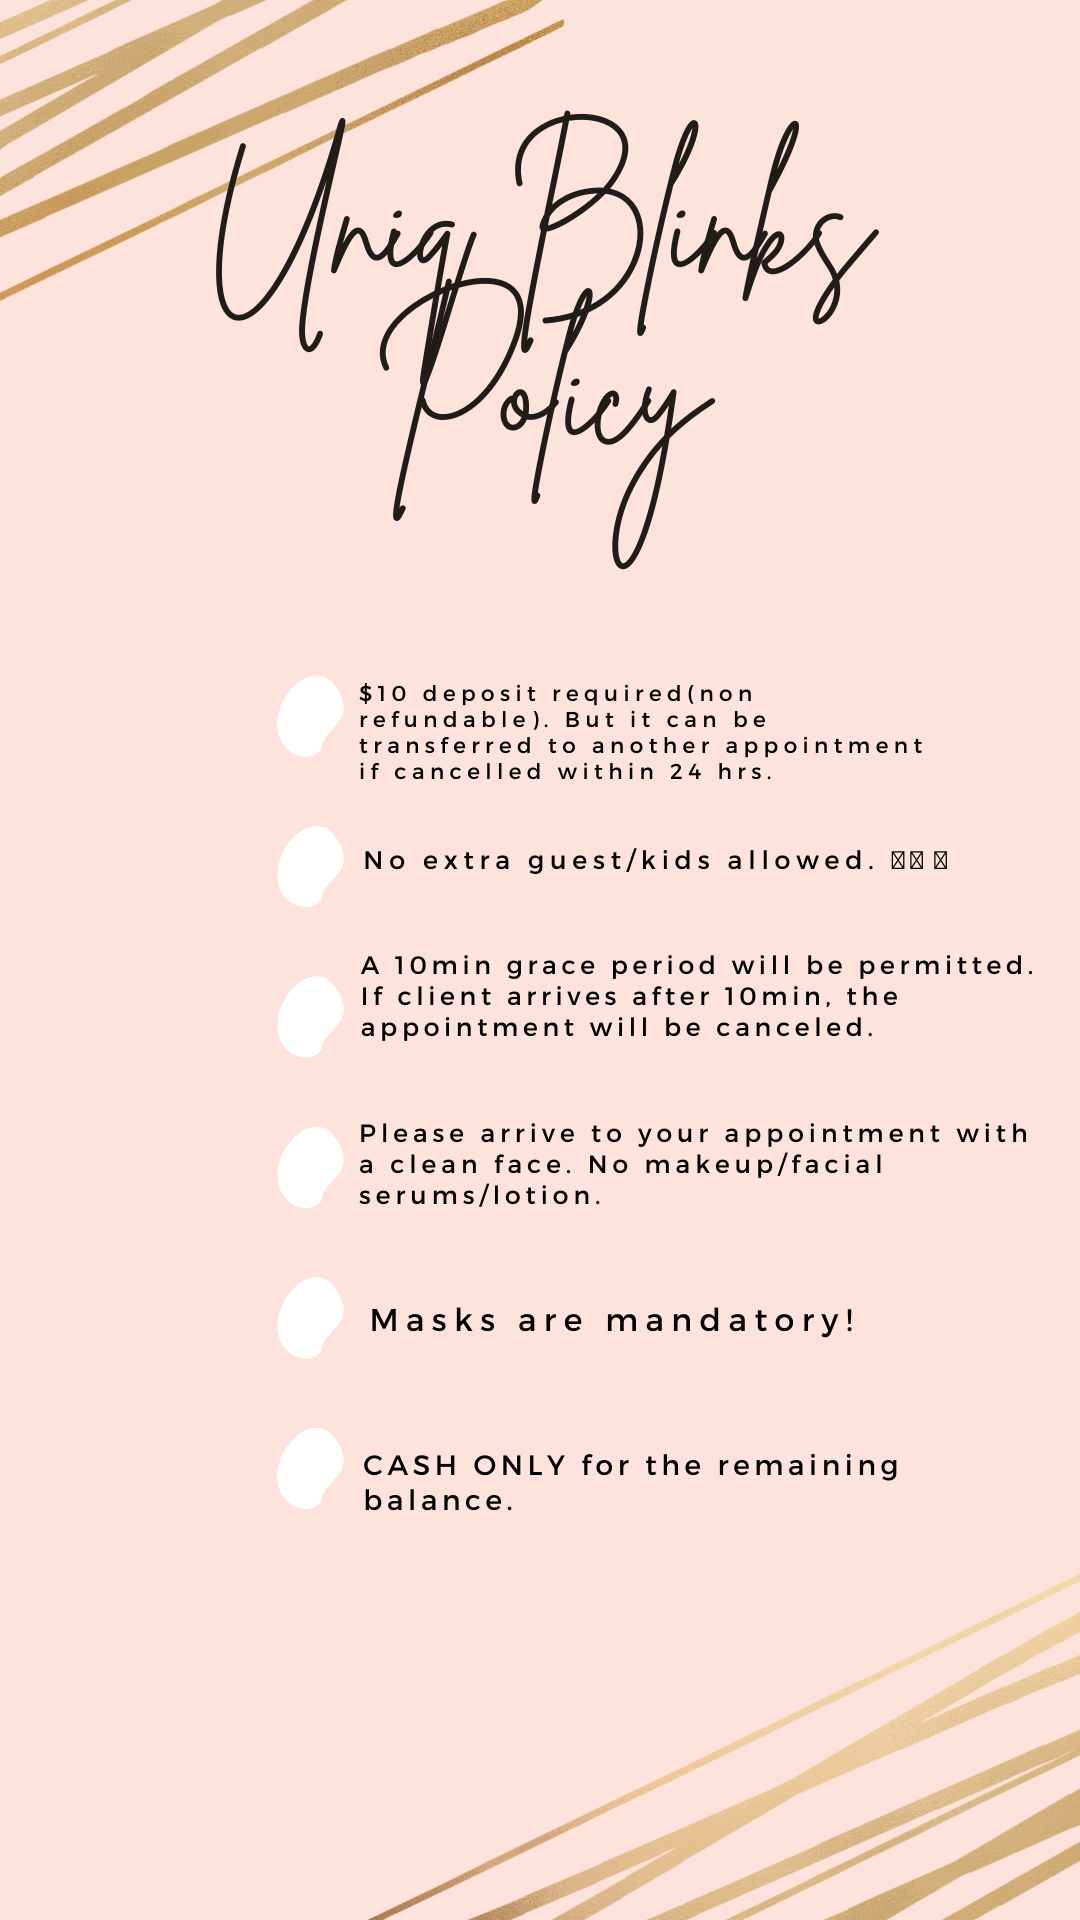 Uniq Blinks
Policy
$10 deposit required(non
refundable). But it can be
transferred to another appointment
if cancelled within 24 hrs.
No extra guest/kids allowed.
A 10min grace period will be permitted.
If client arrives after 10min, the
appointment will be canceled.
Please arrive to your appointment with
a clean face. No makeup/facial
serums/lotion.
Masks are mandatory!
CASH ONLY for the remaining
balance.